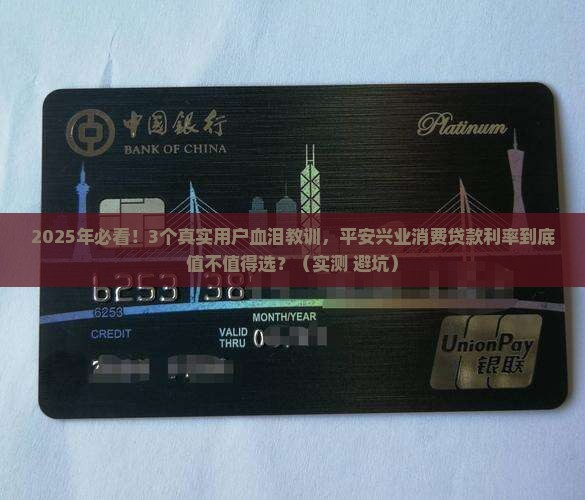 中国银行
Platinum
BANK OF CHINA
2025年必看！3个真实用户血泪教训，平安兴业消费贷款利率到底
值不值得选？（实测 避坑）
6253 38
6253
MONTH/YEAR
CREDIT
VALID
THRU
0
UnionPay
银联